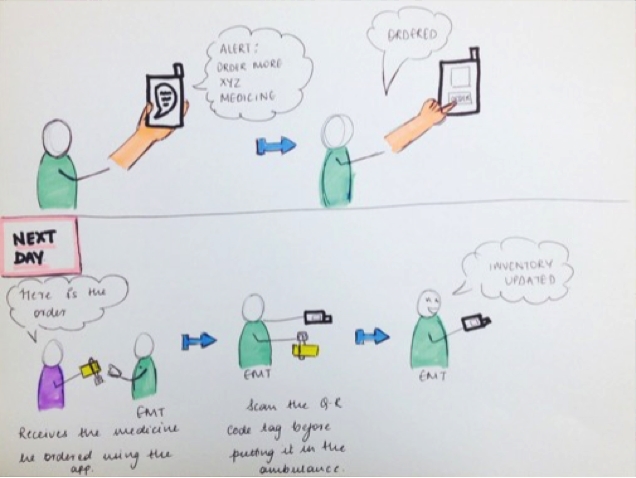 ALERT:
ORDER MORE
XYZ
MEDICINE
ORDERED
ORDER
NEXT
DAY
Here is the
order
EMT
Receives the medicine
he ordered using the
app.
EMT
Scan the Q-R
Code tag before
putting it in the
ambulance.
INVENTORY
UPDATED
EMT